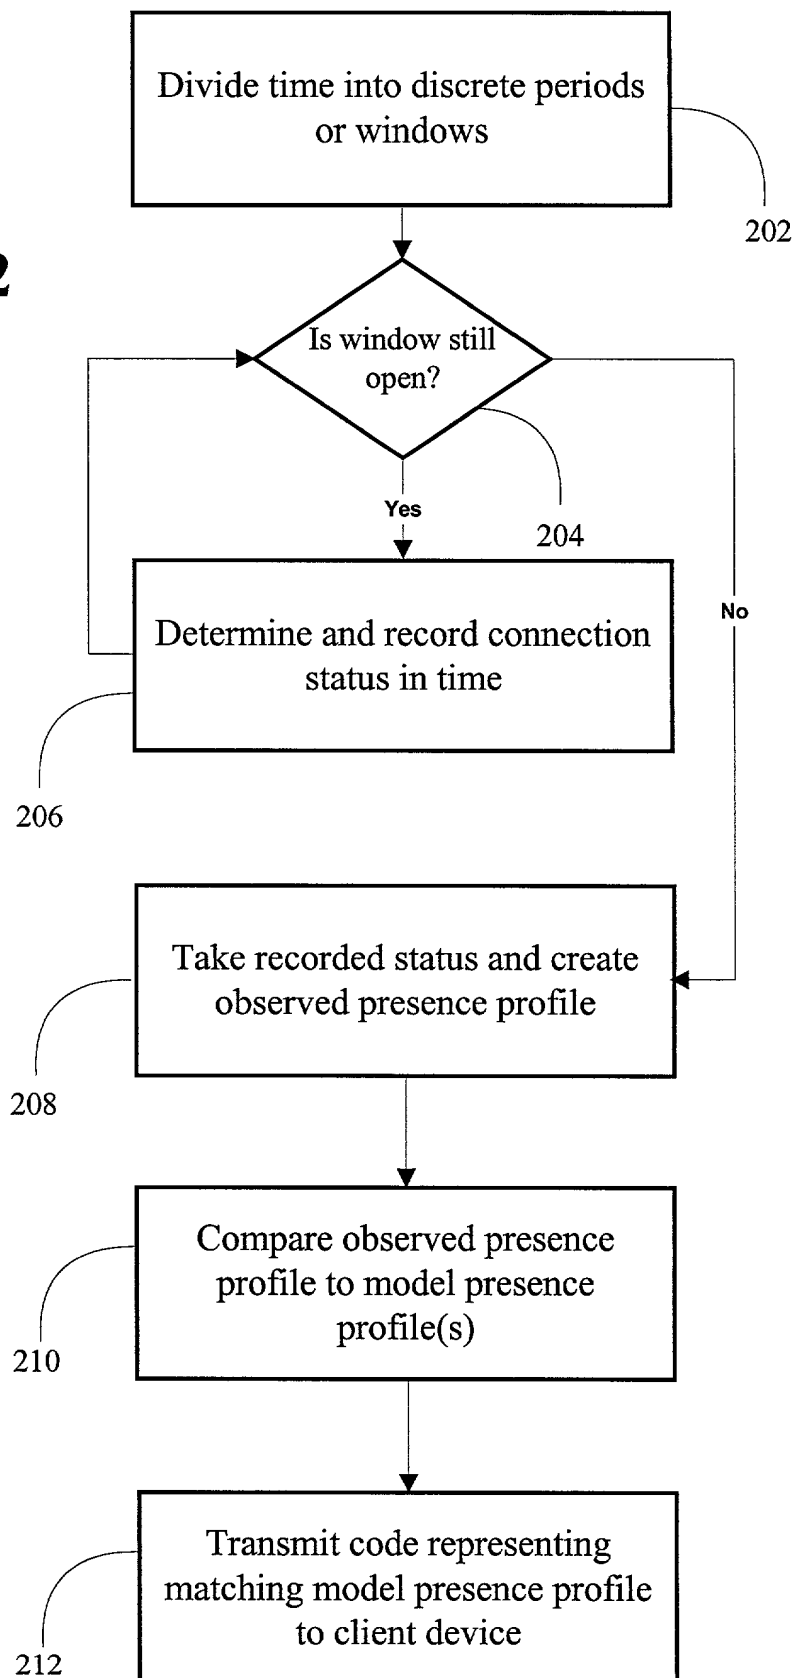 Divide time into discrete periods
or windows
202
2
Is window still
open?
Yes
204
No
Determine and record connection
status in time
206
Take recorded status and create
observed presence profile
208
Compare observed presence
profile to model presence
profile(s)
210
Transmit code representing
matching model presence profile
to client device
212